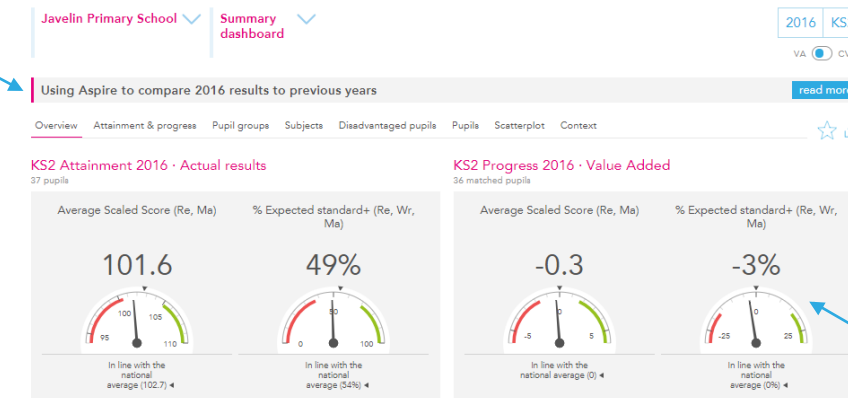 Javelin Primary School
Summary dashboard
2016
VA
Using Aspire to compare 2016 results to previous years
read more
Overview Attainment & progress Pupil groups Subjects Disadvantaged pupils Pupils Scatterplot Context
KS2 Attainment 2016 · Actual results
37 pupils
Average Scaled Score (Re, Ma)
% Expected standard+ (Re, Wr,
Ma)
101.6
49%
95
100
105
110
0
50
100
In line with the
national
average (102.7)
In line with the
national
average (54%)
KS2 Progress 2016 · Value Added
36 matched pupils
Average Scaled Score (Re, Ma)
% Expected standard+ (Re, Wr,
Ma)
-0.3
-3%
-5
0
5
-25
0
25
In line with the
national average (0)
In line with the
national
average (0%)